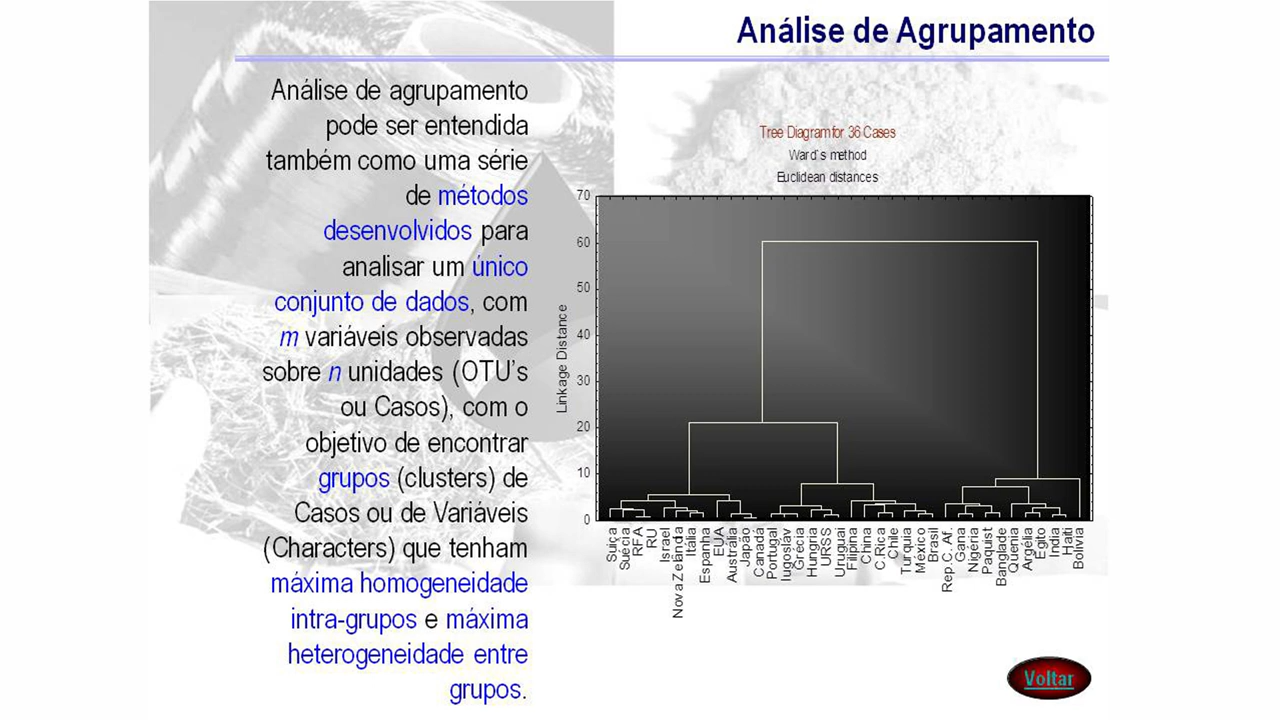 Análise de Agrupamento
Análise de agrupamento
pode ser entendida
também como uma série
de métodos
desenvolvidos para
analisar um único
conjunto de dados, com
m variáveis observadas
sobre n unidades (OTU's
ou Casos), com o
objetivo de encontrar
grupos (clusters) de
Casos ou de Variáveis
(Characters) que tenham
máxima homogeneidade
intra-grupos e máxima
heterogeneidade entre
grupos.
Tree Diagram for 36 Cases
Ward`s method
Euclidean distances
Linkage Distance
70
60
50
40
30
20
10
0
Suiça
Suécia
RFA
RU
Israel
Nova Zelândia
Itália
Espanha
EUA
Austrália
Japão
Canadá
Portugal
Iugosláv
Grécia
Hungria
URSS
Uruguai
Filipina
China
C.Rica
Chile
Turquia
México
Brasil
Rep.C. Af.
Gana
Nigéria
Paquist
Banglade
Quenia
Argélia
Egito
India
Haiti
Bolívia
Voltar